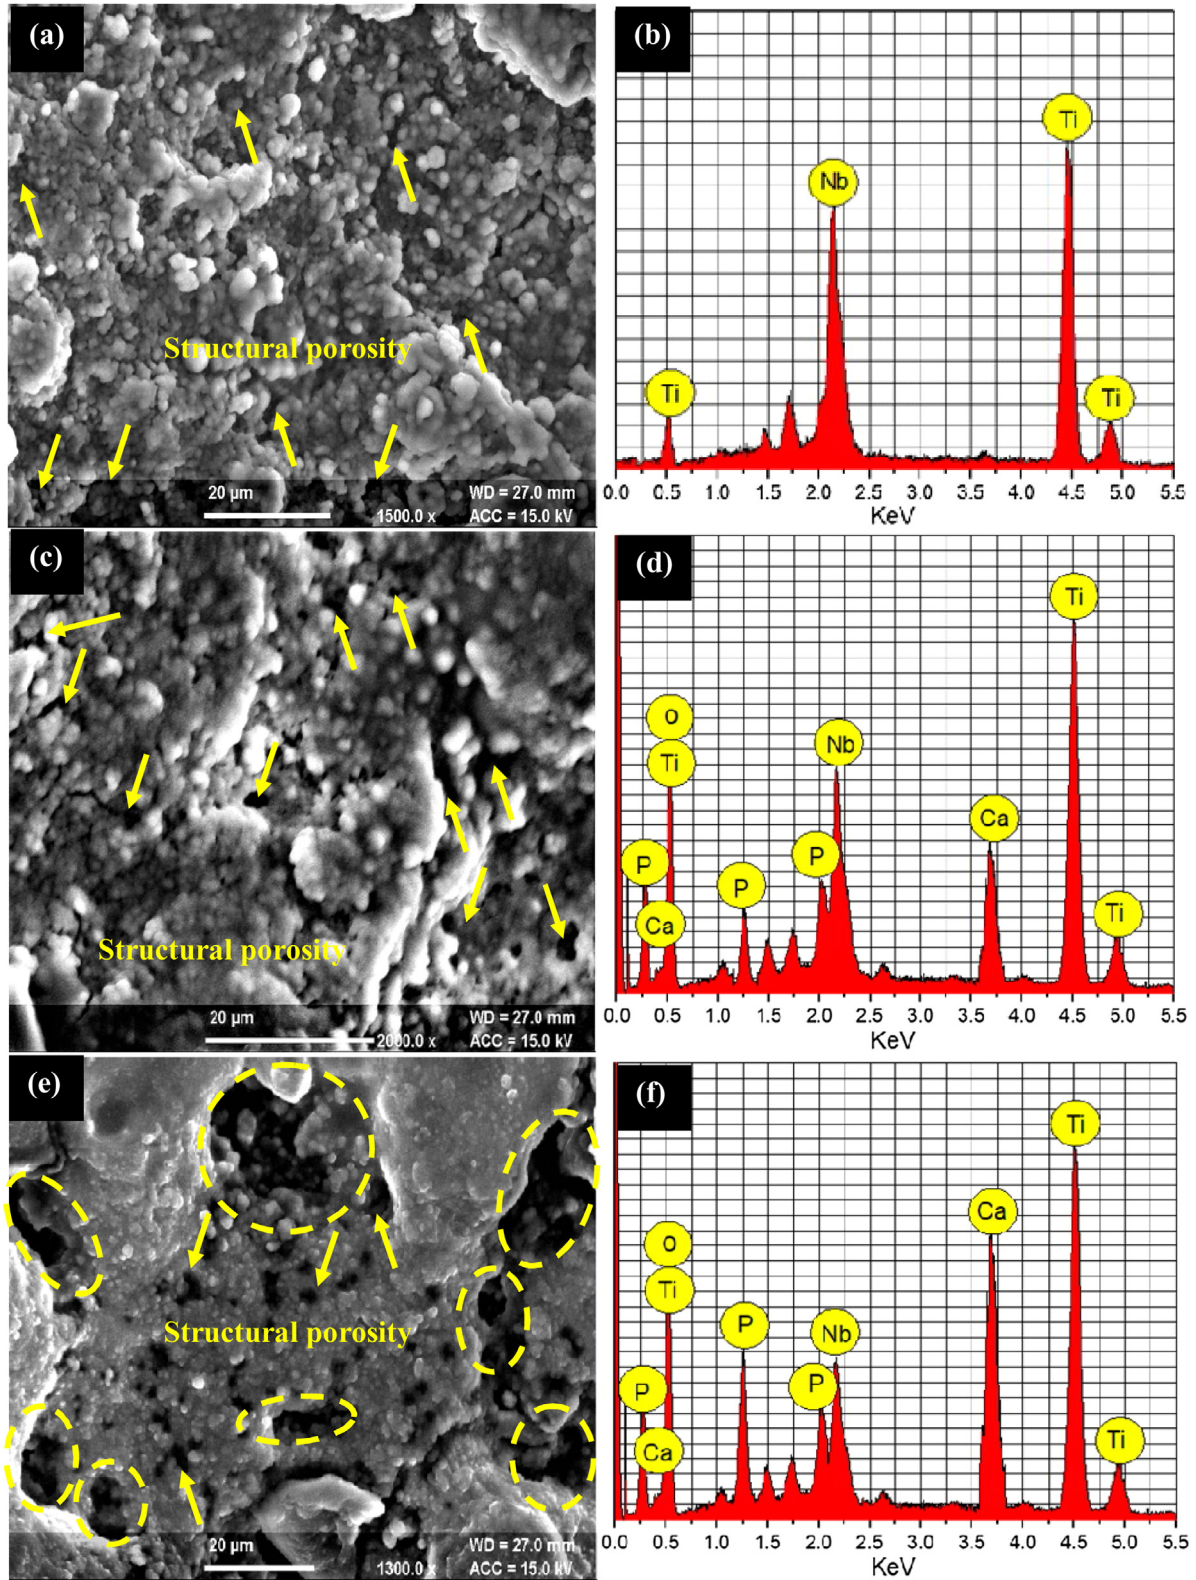 (a)
Structural porosity
20 µm
WD = 27.0 mm
1500.0 x
ACC = 15.0 kV
(b)
Ti
Nb
Ti
Ti
0.0 0.5 1.0 1.5 2.0 2.5 3.0 3.5 4.0 4.5 5.0 5.5
KeV
(c)
Structural porosity
20 µm
WD = 27.0 mm
2000.0 x
ACC = 15.0 kV
(d)
Ti
O
Nb
Ti
Ca
P
P
P
Ca
Ti
0.0 0.5 1.0 1.5 2.0 2.5 3.0 3.5 4.0 4.5 5.0 5.5
KeV
(e)
Structural porosity
20 µm
WD = 27.0 mm
1300.0 x
ACC = 15.0 kV
(f)
Ti
Ca
O
Ti
P
Nb
P
P
Ca
Ti
0.0 0.5 1.0 1.5 2.0 2.5 3.0 3.5 4.0 4.5 5.0 5.5
KeV